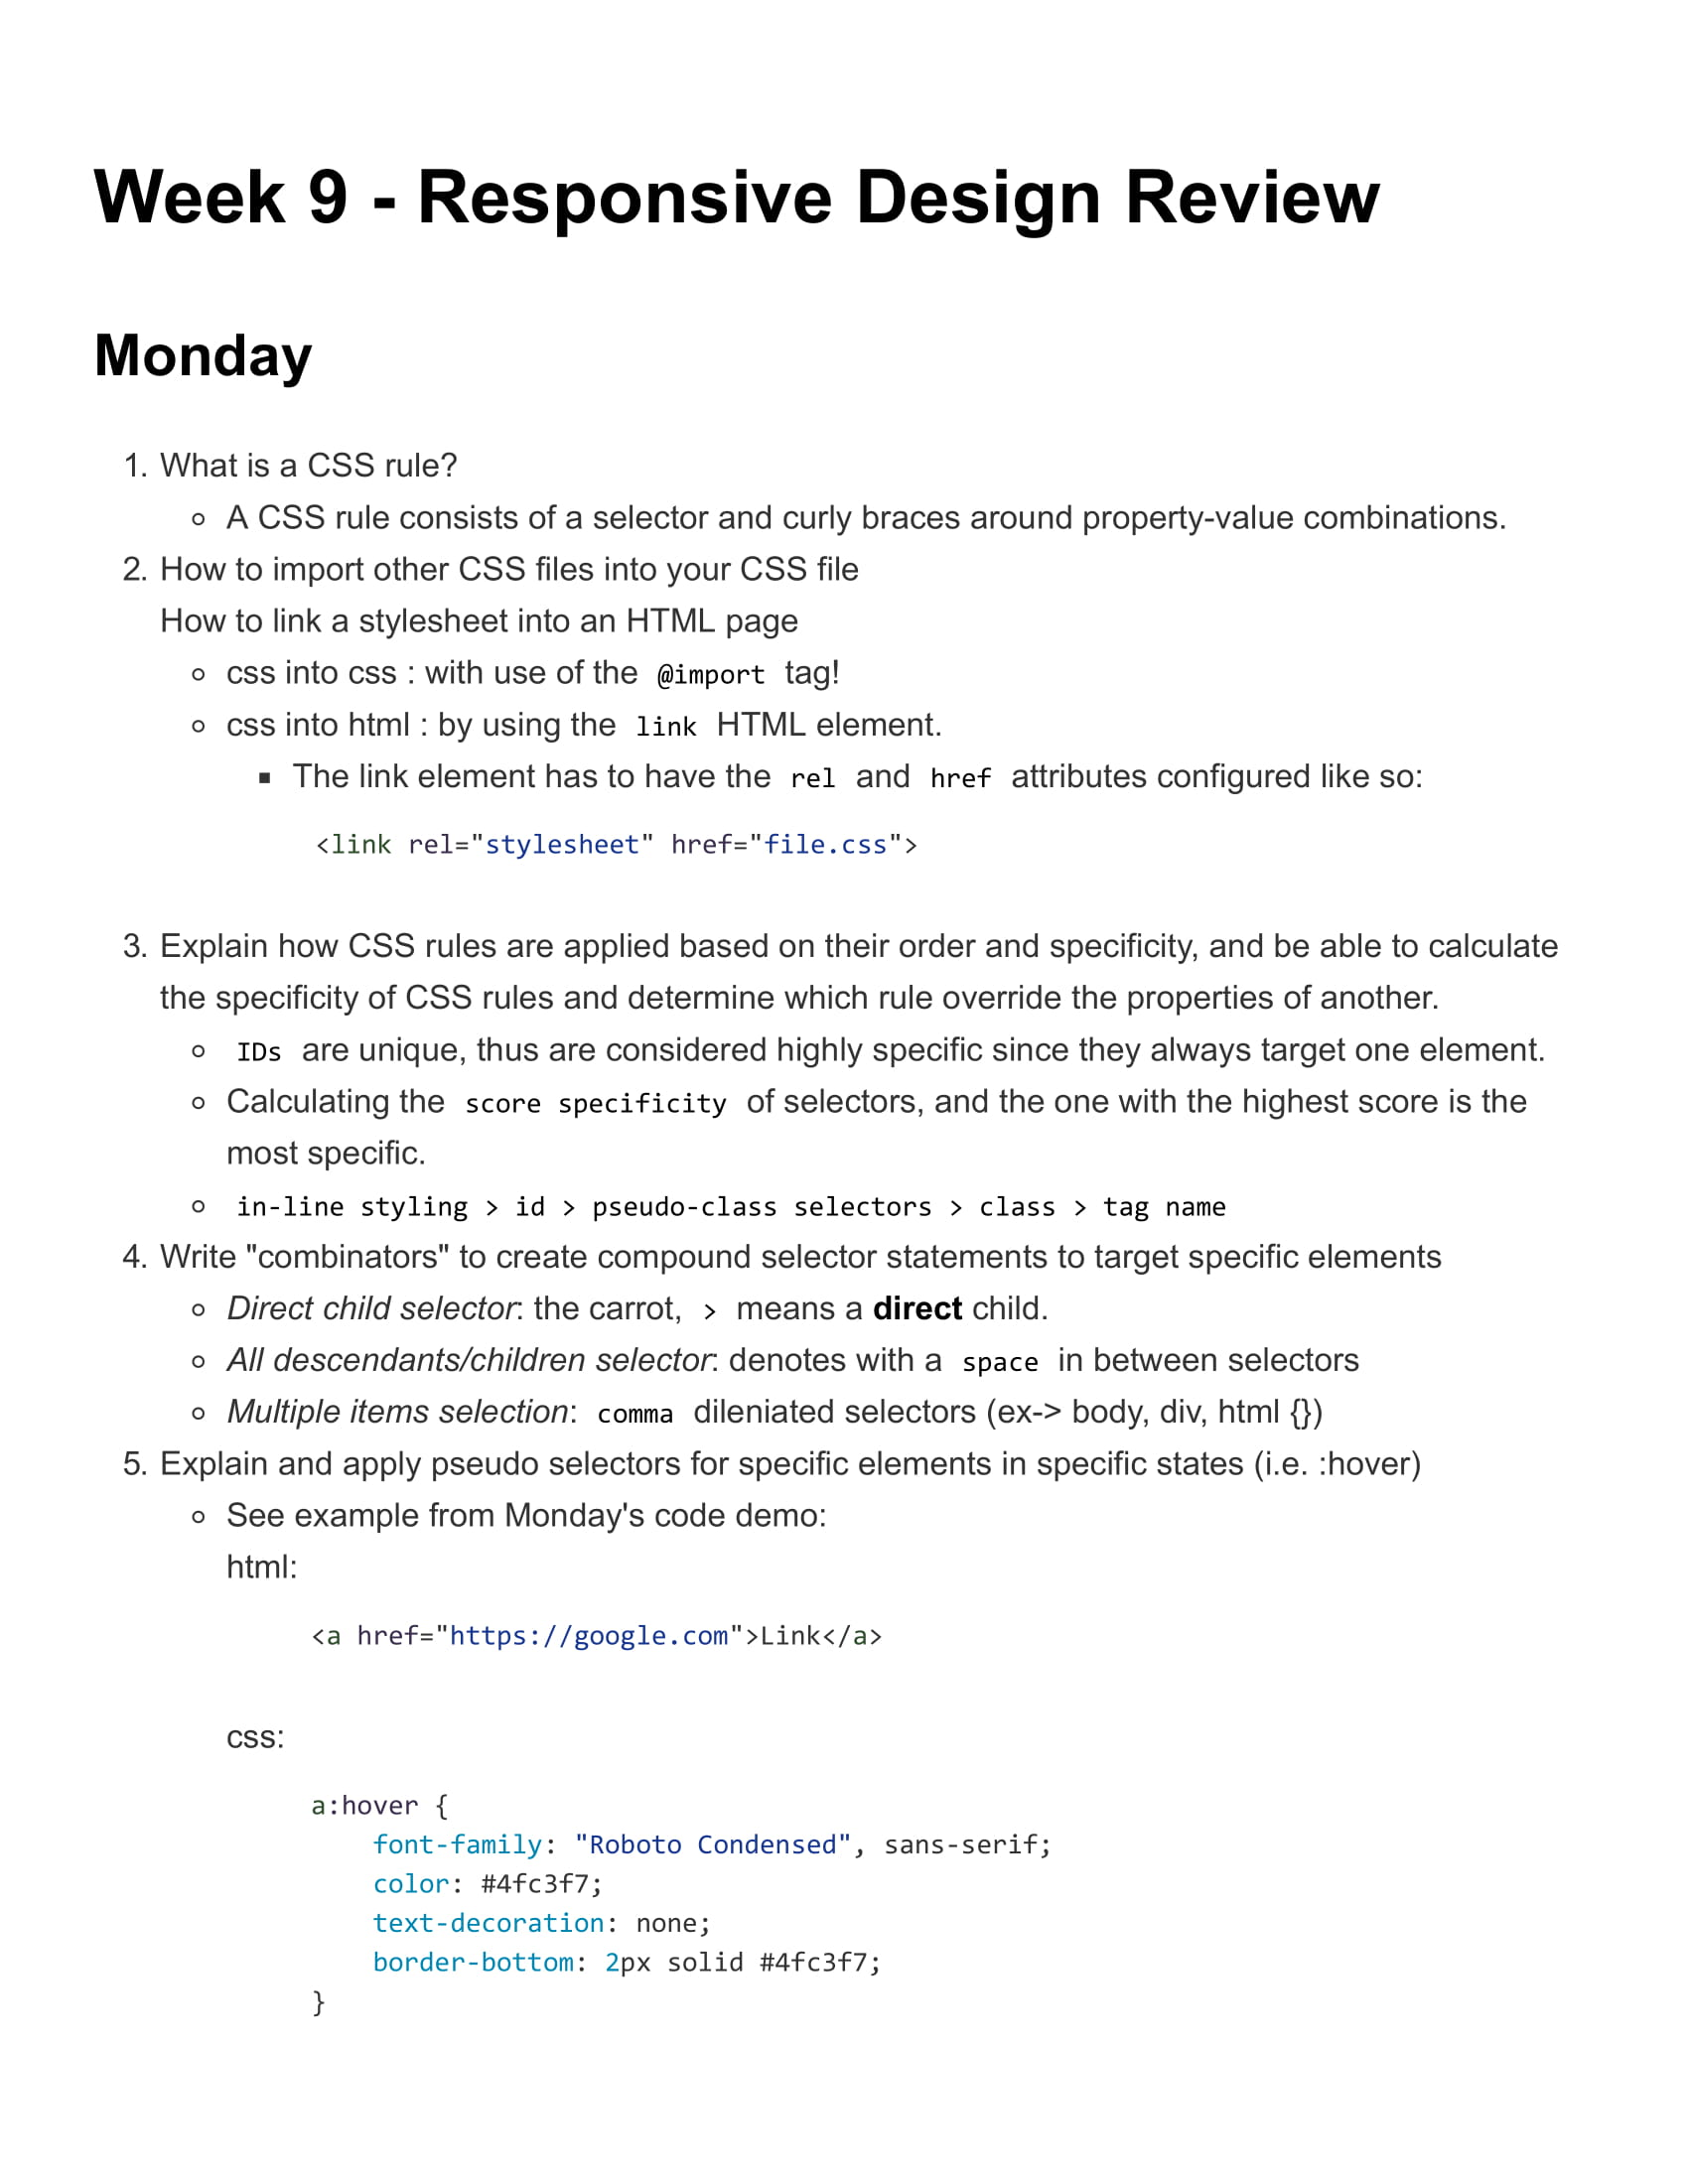 Week 9 - Responsive Design Review
Monday
1. What is a CSS rule?
○ A CSS rule consists of a selector and curly braces around property-value combinations.
2. How to import other CSS files into your CSS file
How to link a stylesheet into an HTML page
○ css into css : with use of the @import tag!
○ css into html : by using the link HTML element.
▪ The link element has to have the rel and href attributes configured like so:
<link rel="stylesheet" href="file.css">
3. Explain how CSS rules are applied based on their order and specificity, and be able to calculate
the specificity of CSS rules and determine which rule override the properties of another.
○ IDs are unique, thus are considered highly specific since they always target one element.
○ Calculating the score specificity of selectors, and the one with the highest score is the
most specific.
○ in-line styling > id > pseudo-class selectors > class > tag name
4. Write "combinators" to create compound selector statements to target specific elements
○ Direct child selector: the carrot, > means a direct child.
○ All descendants/children selector: denotes with a space in between selectors
○ Multiple items selection: comma dileniated selectors (ex-> body, div, html {})
5. Explain and apply pseudo selectors for specific elements in specific states (i.e. :hover)
○ See example from Monday's code demo:
html:
<a href="https://google.com">Link</a>
css:
a:hover {
    font-family: "Roboto Condensed", sans-serif;
    color: #4fc3f7;
    text-decoration: none;
    border-bottom: 2px solid #4fc3f7;
}